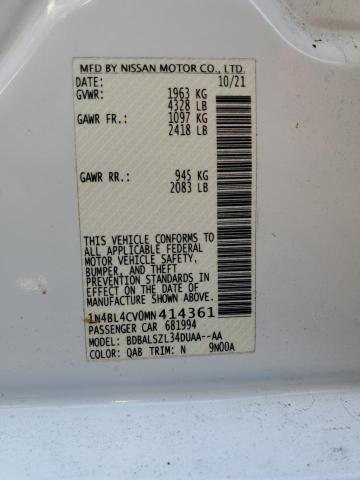 MFD BY NISSAN MOTOR CO., LTD.
DATE: 10/21
GVWR: 1963 KG
4328 LB
GAWR FR.: 1097 KG
2418 LB
GAWR RR.: 945 KG
2083 LB
THIS VEHICLE CONFORMS TO
ALL APPLICABLE FEDERAL
MOTOR VEHICLE SAFETY,
BUMPER, AND THEFT
PREVENTION STANDARDS IN
EFFECT ON THE DATE OF
MANUFACTURE SHOWN ABOVE.
1N4BL4CV0MN414361
PASSENGER CAR 681994
MODEL: BDBALSZL34DUAA--AA
COLOR: QAB TRIM: N 9N00A